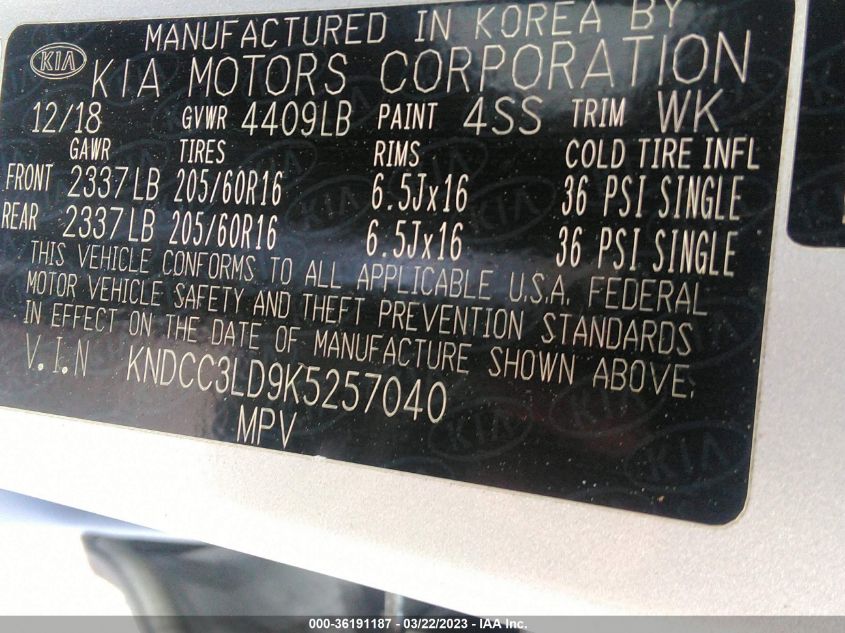 MANUFACTURED IN KOREA BY
KIA KIA MOTORS CORPORATION
12/18 GVWR 4409LB PAINT 4SS TRIM WK
GAWR TIRES RIMS COLD TIRE INFL
FRONT 2337LB 205/60R16 6.5Jx16 36 PSI SINGLE
REAR 2337LB 205/60R16 6.5Jx16 36 PSI SINGLE
THIS VEHICLE CONFORMS TO ALL APPLICABLE U.S.A. FEDERAL
MOTOR VEHICLE SAFETY AND THEFT PREVENTION STANDARDS
IN EFFECT ON THE DATE OF MANUFACTURE SHOWN ABOVE.
V.I.N KNDCC3LD9K5257040
MPV
000-36191187 - 03/22/2023 - IAA Inc.